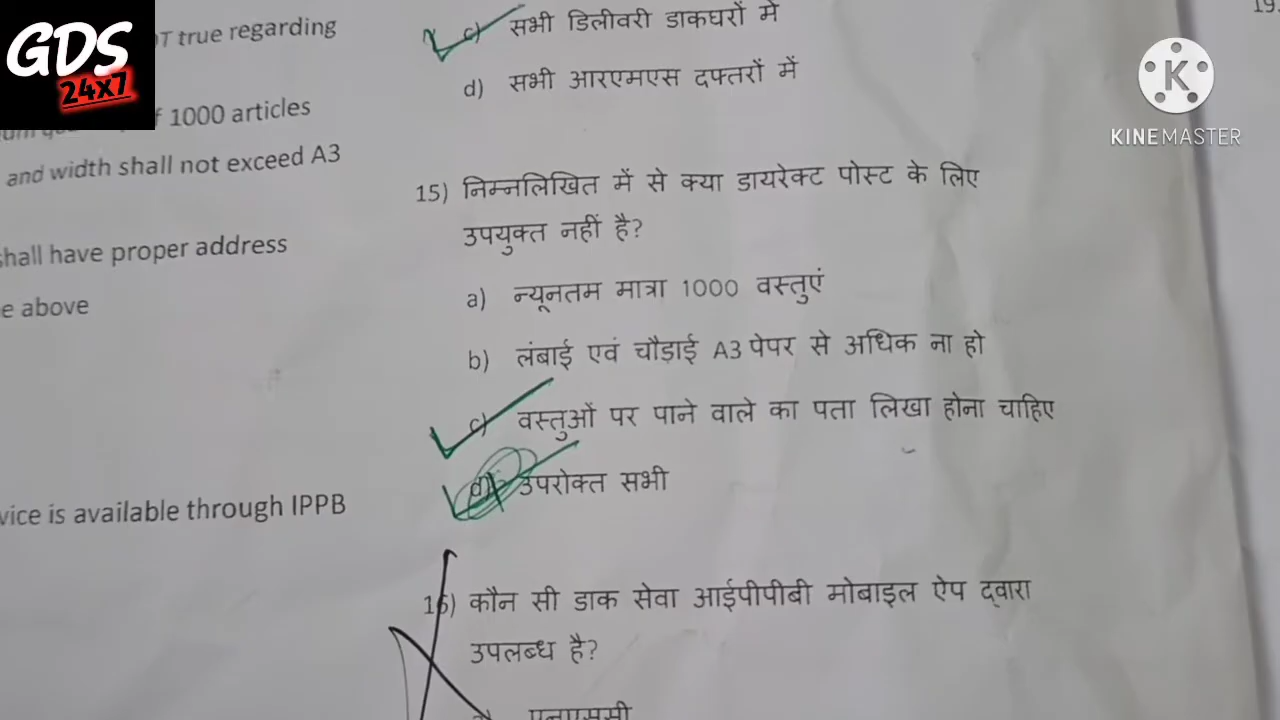 GDS
24x7
T true regarding
1000 articles
and width shall not exceed A3
shall have proper address
above
is available through IPPB
c) सभी डिलीवरी डाकघरों में
d) सभी आरएमएस दफ्तरों में
15) निम्नलिखित में से क्या डायरेक्ट पोस्ट के लिए
उपयुक्त नहीं है?
a) न्यूनतम मात्रा 1000 वस्तुएं
b) लंबाई एवं चौड़ाई A3 पेपर से अधिक ना हो
c) वस्तुओं पर पाने वाले का पता लिखा होना चाहिए
d) उपरोक्त सभी
16) कौन सी डाक सेवा आईपीपीबी मोबाइल ऐप द्वारा
उपलब्ध है?
एनएससी
19.
K
KINEMASTER